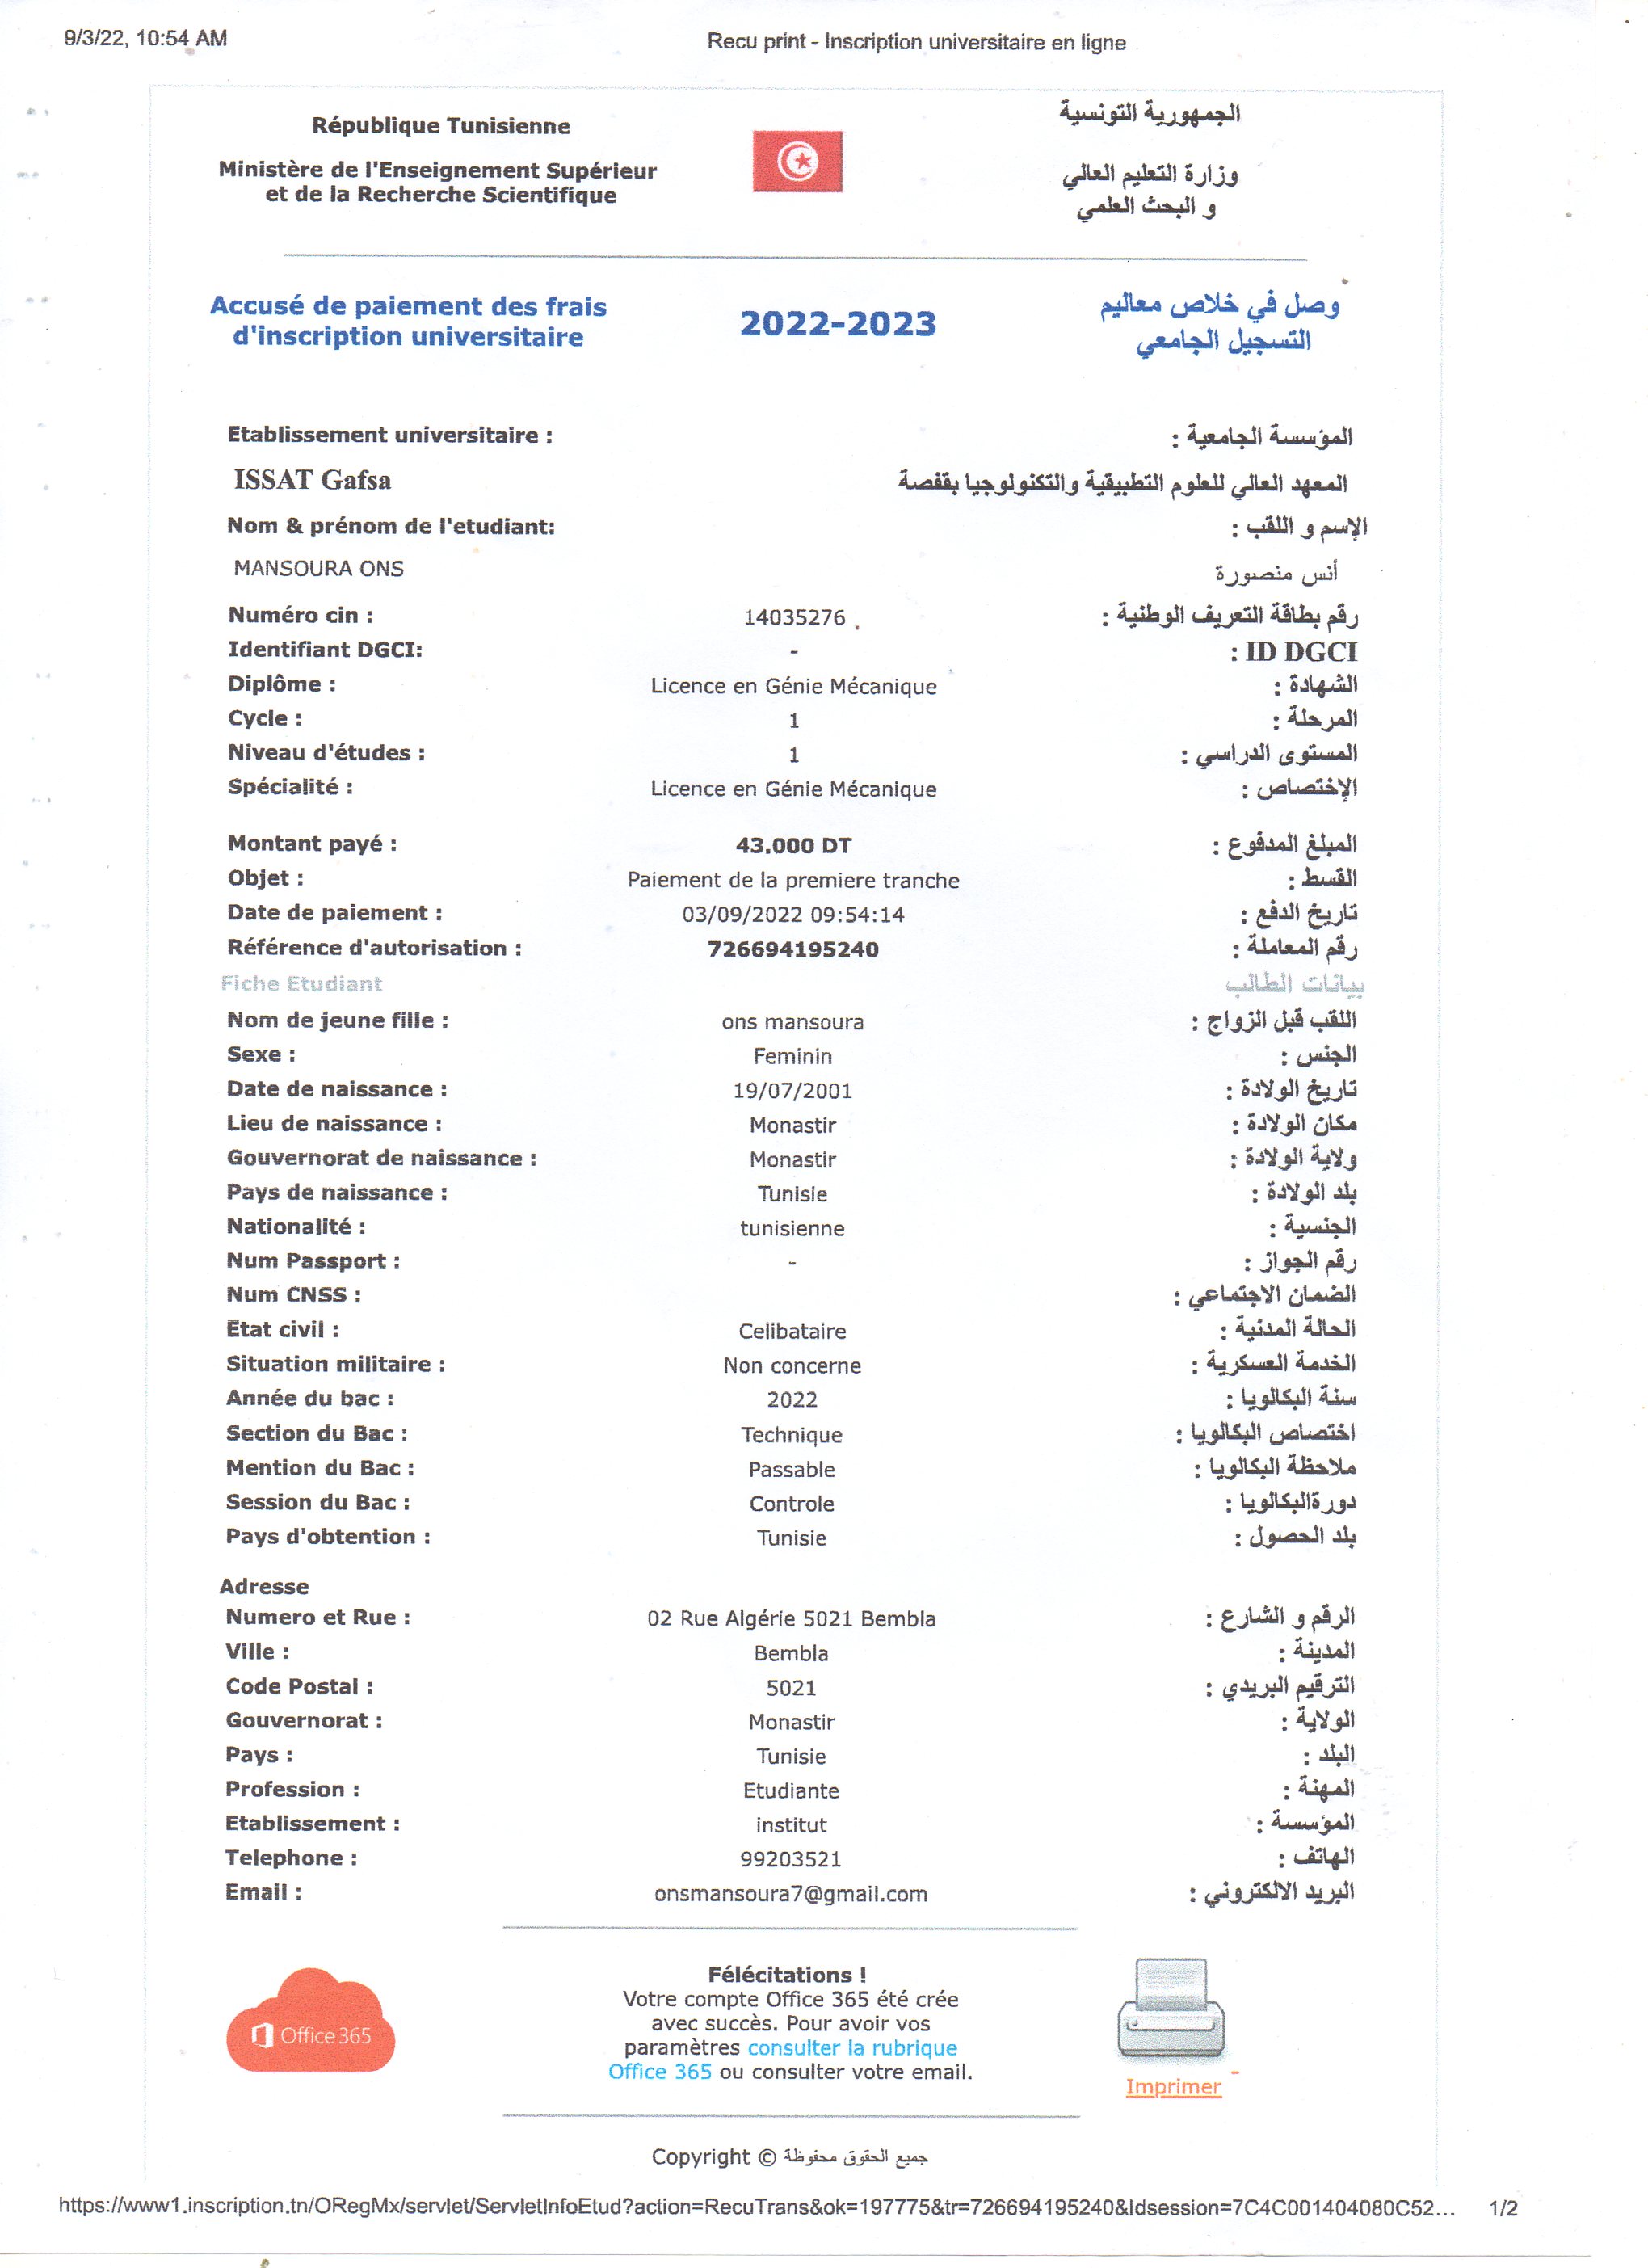 9/3/22, 10:54 AM
Recu print - Inscription universitaire en ligne
République Tunisienne
الجمهورية التونسية
Ministère de l'Enseignement Supérieur
et de la Recherche Scientifique
وزارة التعليم العالي
و البحث العلمي
Accusé de paiement des frais
d'inscription universitaire
2022-2023
وصل في خلاص معاليم
التسجيل الجامعي
Etablissement universitaire :
المؤسسة الجامعية :
ISSAT Gafsa
المعهد العالي للعلوم التطبيقية والتكنولوجيا بقفصة
Nom & prénom de l'etudiant:
الإسم و اللقب :
MANSOURA ONS
أنس منصورة
Numéro cin : 14035276 رقم بطاقة التعريف الوطنية :
Identifiant DGCI: - ID DGCI :
Diplôme : Licence en Génie Mécanique الشهادة :
Cycle : 1 المرحلة :
Niveau d'études : 1 المستوى الدراسي :
Spécialité : Licence en Génie Mécanique الإختصاص :
Montant payé : 43.000 DT المبلغ المدفوع :
Objet : Paiement de la premiere tranche القسط :
Date de paiement : 03/09/2022 09:54:14 تاريخ الدفع :
Référence d'autorisation : 726694195240 رقم المعاملة :
Fiche Etudiant بيانات الطالب
Nom de jeune fille : ons mansoura اللقب قبل الزواج :
Sexe : Feminin الجنس :
Date de naissance : 19/07/2001 تاريخ الولادة :
Lieu de naissance : Monastir مكان الولادة :
Gouvernorat de naissance : Monastir ولاية الولادة :
Pays de naissance : Tunisie بلد الولادة :
Nationalité : tunisienne الجنسية :
Num Passport : - رقم الجواز :
Num CNSS : الضمان الاجتماعي :
Etat civil : Celibataire الحالة المدنية :
Situation militaire : Non concerne الخدمة العسكرية :
Année du bac : 2022 سنة البكالويا :
Section du Bac : Technique اختصاص البكالويا :
Mention du Bac : Passable ملاحظة البكالويا :
Session du Bac : Controle دورةالبكالويا :
Pays d'obtention : Tunisie بلد الحصول :
Adresse
Numero et Rue : 02 Rue Algérie 5021 Bembla الرقم و الشارع :
Ville : Bembla المدينة :
Code Postal : 5021 الترقيم البريدي :
Gouvernorat : Monastir الولاية :
Pays : Tunisie البلد :
Profession : Etudiante المهنة :
Etablissement : institut المؤسسة :
Telephone : 99203521 الهاتف :
Email : onsmansoura7@gmail.com البريد الالكتروني :
Office 365
Félécitations !
Votre compte Office 365 été crée
avec succès. Pour avoir vos
paramètres consulter la rubrique
Office 365 ou consulter votre email.
Imprimer
Copyright © جميع الحقوق محفوظة
https://www1.inscription.tn/ORegMx/servlet/ServletInfoEtud?action=RecuTrans&ok=197775&tr=726694195240&Idsession=7C4C001404080C52... 1/2